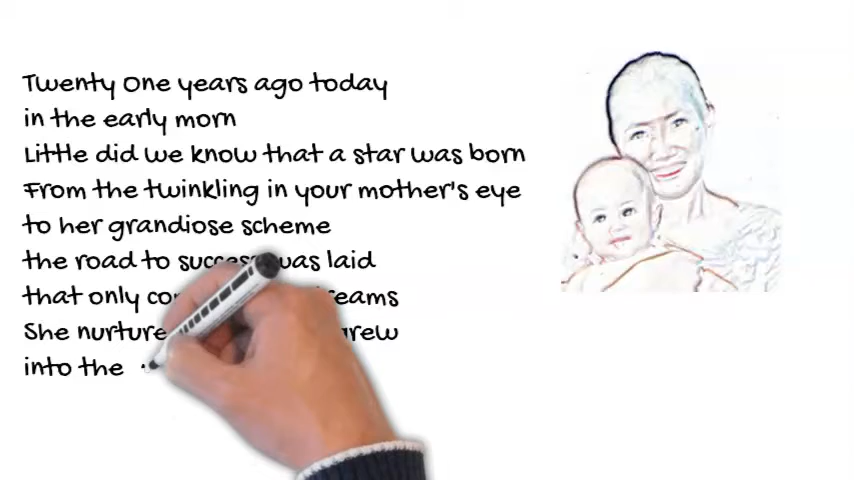 Twenty One years ago today
in the early morn
Little did we know that a star was born
From the twinkling in your mother's eye
to her grandiose scheme
the road to success was laid
that only
She nurture
into the